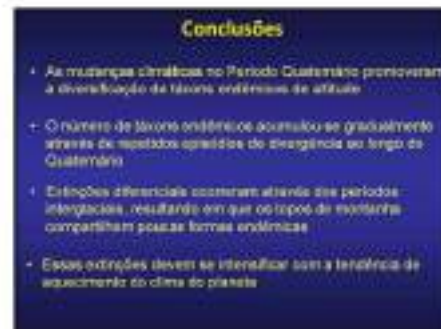 Conclusões
• As mudanças climáticas no Período Quaternário promoveram
a diversificação de táxons endêmicos de altitude
• O número de táxons endêmicos acumulou-se gradualmente
através de repetidos episódios de divergência ao longo do
Quaternário
• Extinções diferenciais ocorreram através dos períodos
interglaciais, resultando em que os topos de montanha
compartilhem poucas formas endêmicas
• Essas extinções devem se intensificar com a tendência de
aquecimento do clima do planeta